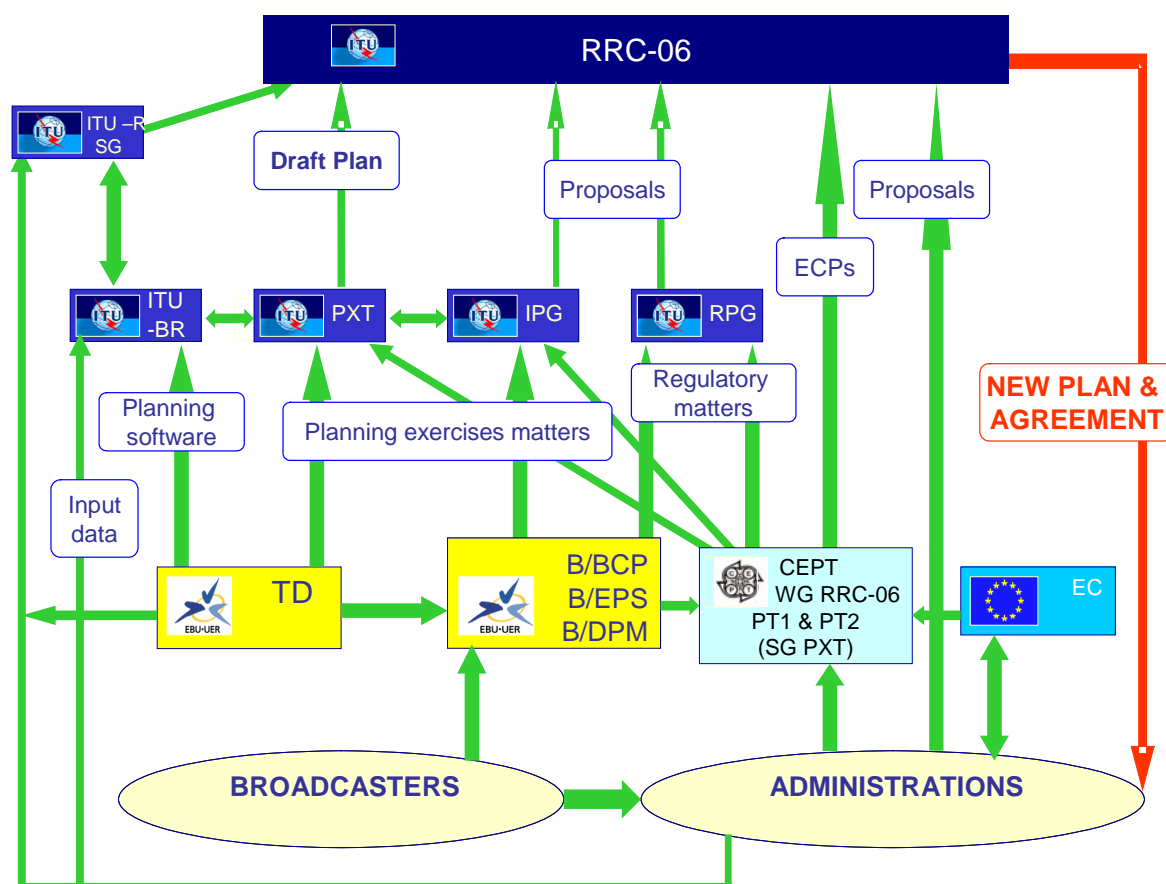 ITU
RRC-06
ITU
ITU –R
SG
Draft Plan
Proposals
Proposals
ECPs
ITU
ITU
-BR
ITU
PXT
ITU
IPG
ITU
RPG
Planning
software
Planning exercises matters
Regulatory
matters
NEW PLAN &
AGREEMENT
Input
data
EBU·UER
TD
EBU·UER
B/BCP
B/EPS
B/DPM
CEPT
CEPT
WG RRC-06
PT1 & PT2
(SG PXT)
EC
BROADCASTERS
ADMINISTRATIONS